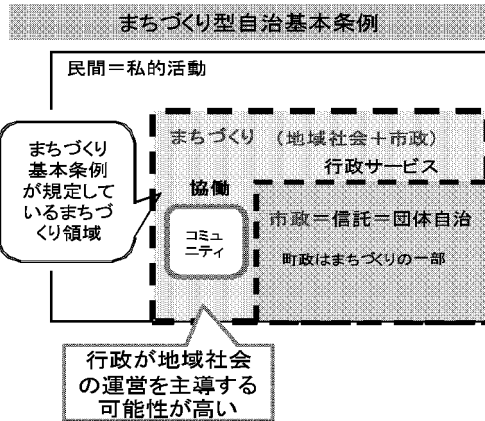 まちづくり型自治基本条例
民間＝私的活動
まちづくり
基本条例
が規定して
いるまちづ
くり領域
まちづくり （地域社会＋市政）
行政サービス
協働
コミュ
ニティ
市政＝信託＝団体自治
町政はまちづくりの一部
行政が地域社会
の運営を主導する
可能性が高い